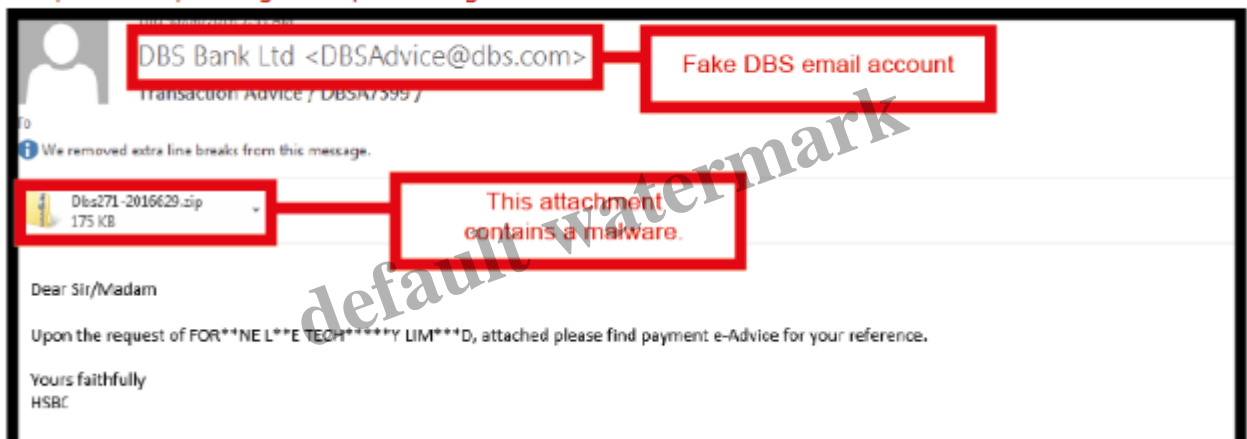 DBS Bank Ltd <DBSAdvice@dbs.com>
Fake DBS email account
Transaction Advice / DBSA7599 /
To
We removed extra line breaks from this message.
Dbs271-2016629.zip
175 KB
This attachment
contains a malware.
default watermark
Dear Sir/Madam
Upon the request of FOR**NE L**E TECH*****Y LIM***D, attached please find payment e-Advice for your reference.
Yours faithfully
HSBC